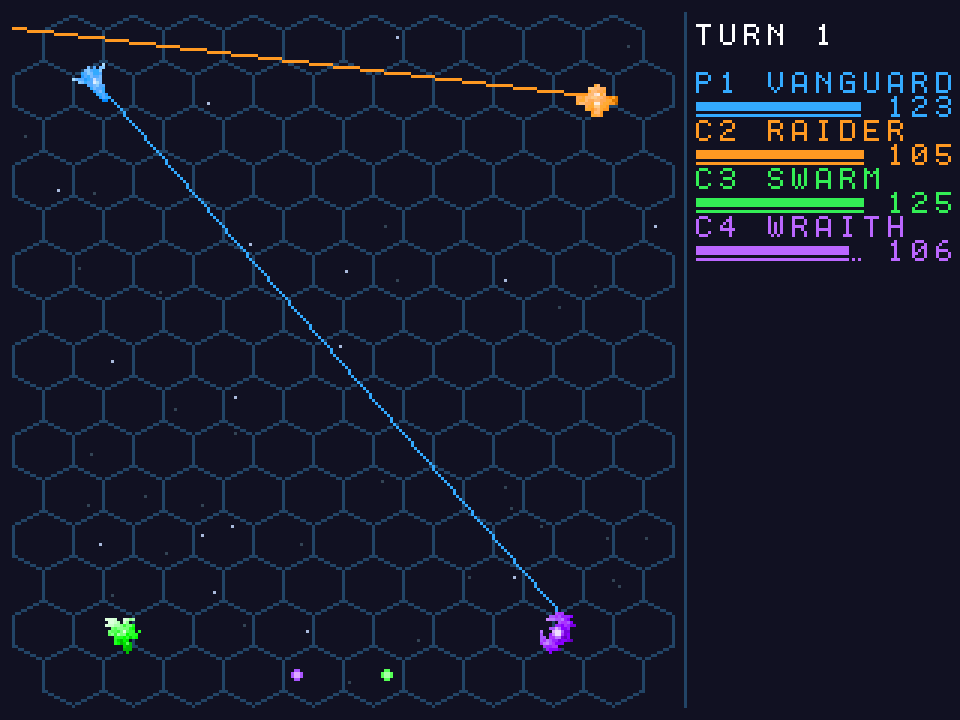 TURN 1
P1 VANGUARD
123
C2 RAIDER
105
C3 SWARM
125
C4 WRAITH
106